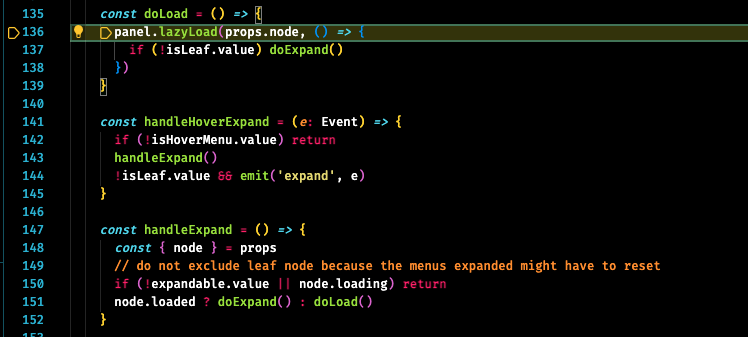 135 const doLoad = () => {
136 panel.lazyLoad(props.node, () => {
137 if (!isLeaf.value) doExpand()
138 })
139 }
140
141 const handleHoverExpand = (e: Event) => {
142 if (!isHoverMenu.value) return
143 handleExpand()
144 !isLeaf.value && emit('expand', e)
145 }
146
147 const handleExpand = () => {
148 const { node } = props
149 // do not exclude leaf node because the menus expanded might have to reset
150 if (!expandable.value || node.loading) return
151 node.loaded ? doExpand() : doLoad()
152 }